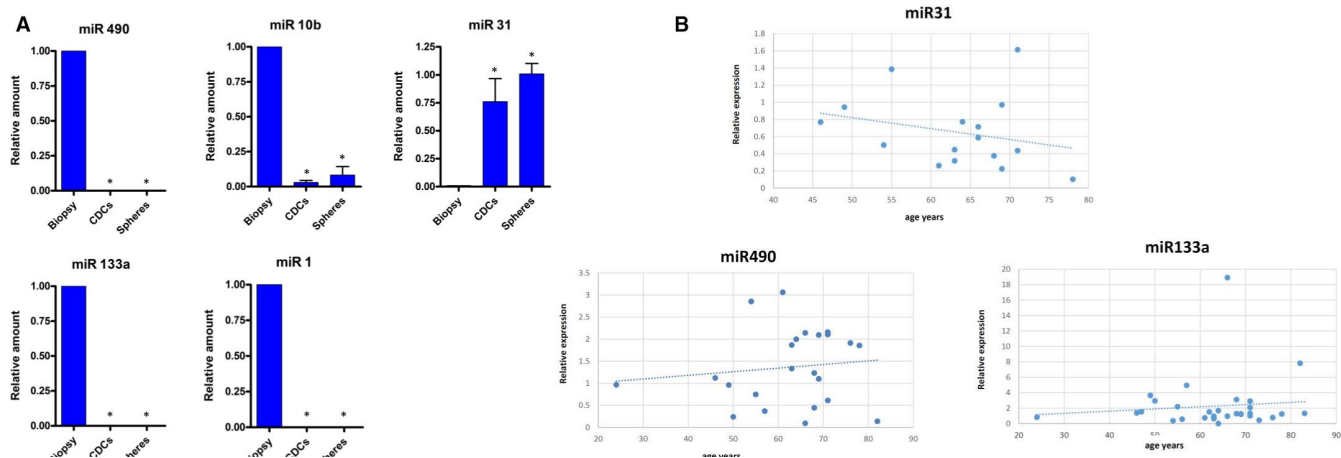 A
miR 490
Relative amount
1.00
0.75
0.50
0.25
0.00
*
*
Biopsy
CDCs
Spheres
miR 10b
Relative amount
1.00
0.75
0.50
0.25
0.00
*
*
Biopsy
CDCs
Spheres
miR 31
Relative amount
1.25
1.00
0.75
0.50
0.25
0.00
*
*
Biopsy
CDCs
Spheres
miR 133a
Relative amount
1.00
0.75
0.50
0.25
0.00
*
*
Biopsy
CDCs
Spheres
miR 1
Relative amount
1.00
0.75
0.50
0.25
0.00
*
*
Biopsy
CDCs
Spheres
B
miR31
Relative expression
1.8
1.6
1.4
1.2
1
0.8
0.6
0.4
0.2
0
40 45 50 55 60 65 70 75 80
age years
miR490
Relative expression
3.5
3
2.5
2
1.5
1
0.5
0
20 30 40 50 60 70 80 90
age years
miR133a
Relative expression
20
18
16
14
12
10
8
6
4
2
0
20 30 40 50 60 70 80 90
age years